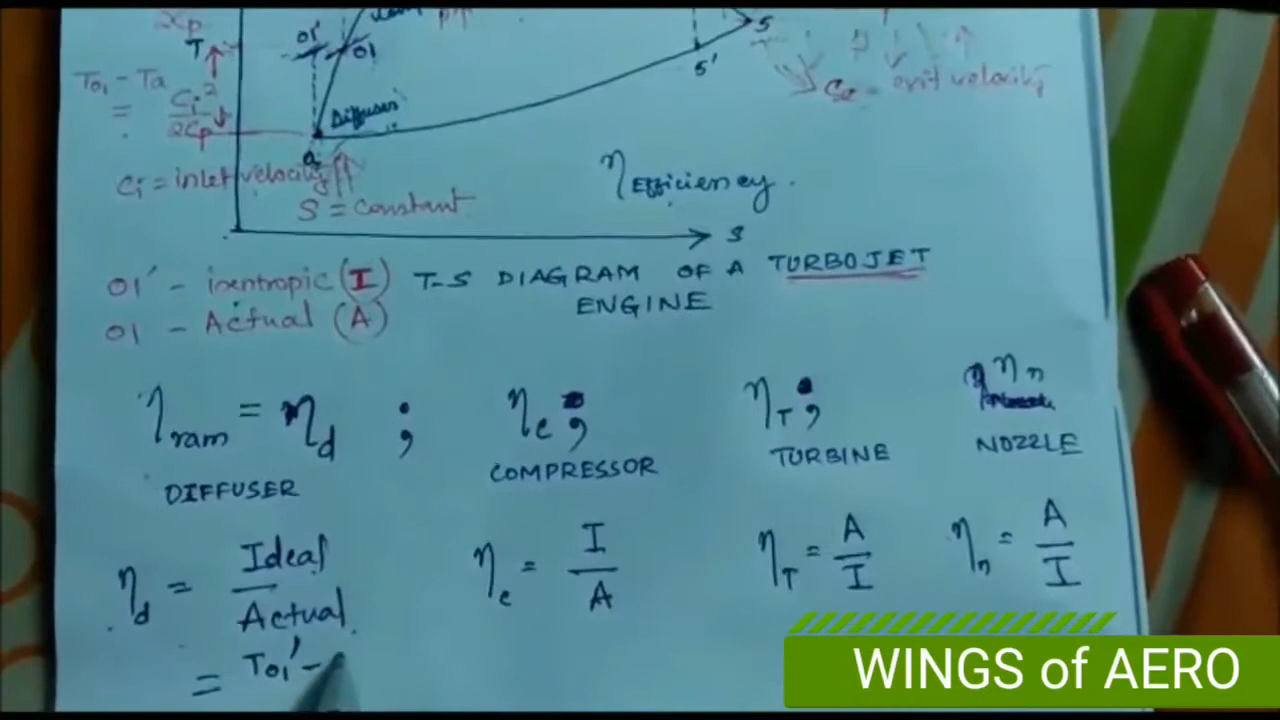 2Cp
T
01'
01
5
5'
To1 - Ta
= Ci²/2Cp
Diffuser
a
Ce = exit velocity
Ci = inlet velocity
S = Constant
η Efficiency.
S
01' - isentropic (I)
01 - Actual (A)
T-S DIAGRAM OF A TURBOJET
ENGINE
ηram = ηd ; ηc ; ηT ; ηn
DIFFUSER COMPRESSOR TURBINE NOZZLE
ηd = Ideal/Actual ηc = I/A ηT = A/I ηn = A/I
= To1' -
WINGS of AERO